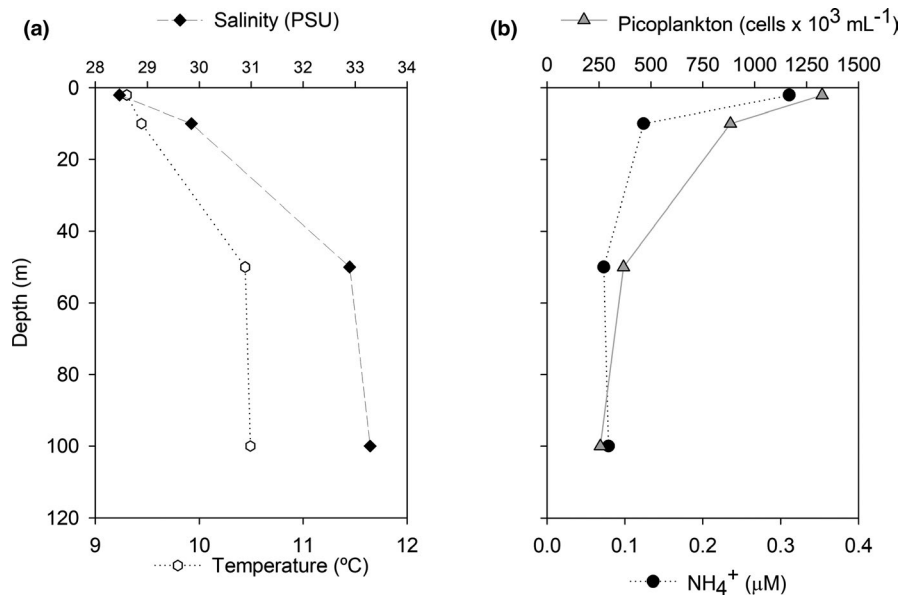 (a)
Salinity (PSU)
28 29 30 31 32 33 34
0
20
40
60
80
100
120
Depth (m)
9 10 11 12
Temperature (ºC)
(b)
Picoplankton (cells x 10³ mL⁻¹)
0 250 500 750 1000 1250 1500
0.0 0.1 0.2 0.3 0.4
NH₄⁺ (µM)